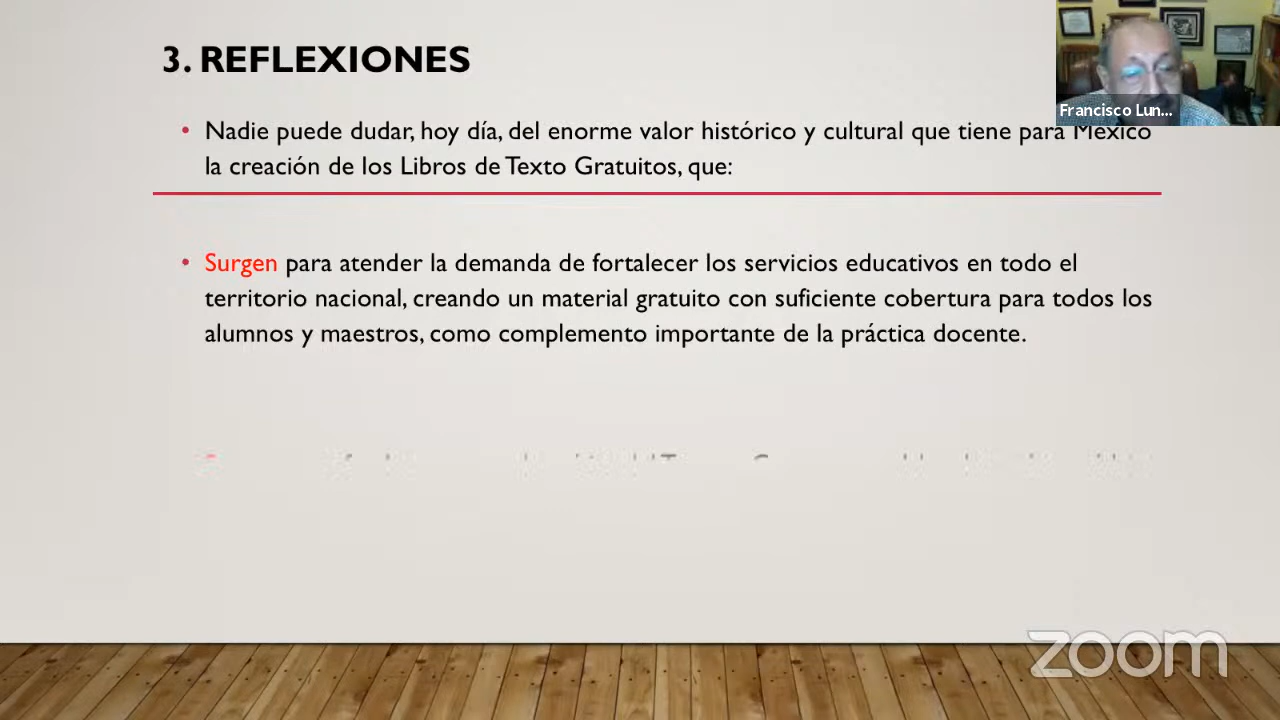 3. REFLEXIONES
Francisco Lun...
• Nadie puede dudar, hoy día, del enorme valor histórico y cultural que tiene para México
la creación de los Libros de Texto Gratuitos, que:
• Surgen para atender la demanda de fortalecer los servicios educativos en todo el
territorio nacional, creando un material gratuito con suficiente cobertura para todos los
alumnos y maestros, como complemento importante de la práctica docente.
zoom